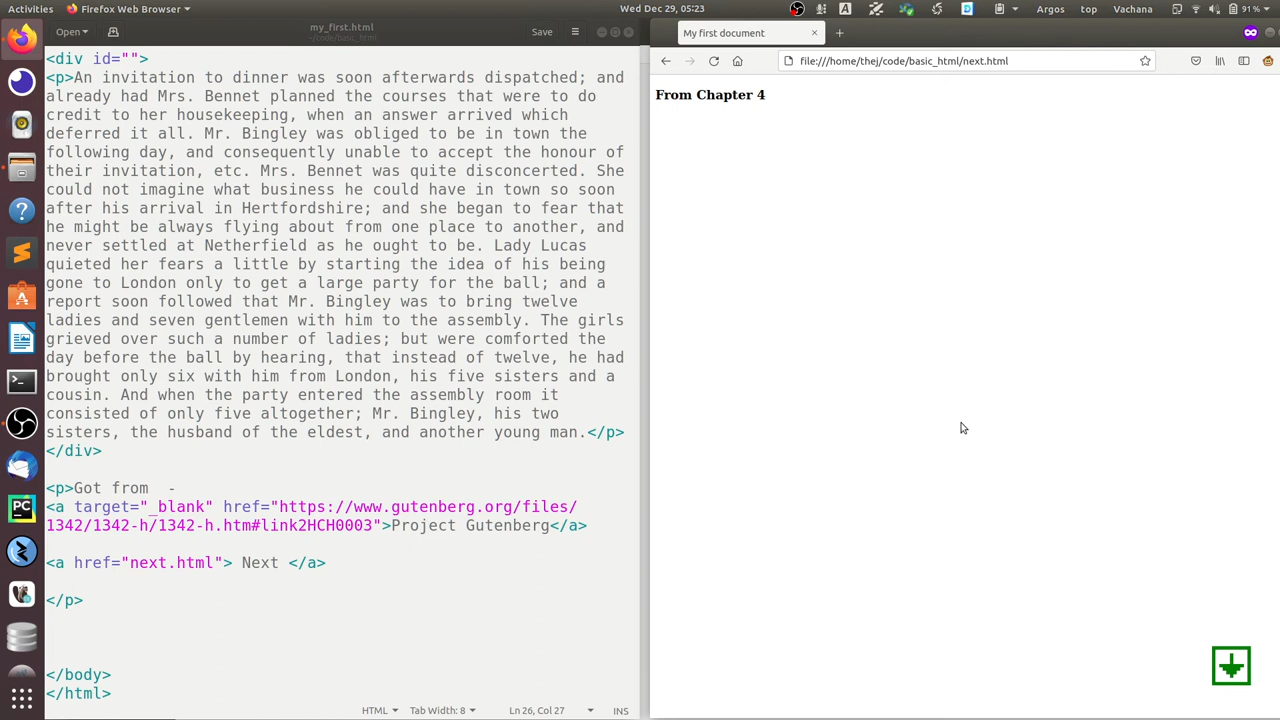 Activities
Firefox Web Browser
Wed Dec 29, 05:23
Argos
top
Vachana
91 %
Open
my_first.html
~/code/basic_html
Save
<div id="">
<p>An invitation to dinner was soon afterwards dispatched; and
already had Mrs. Bennet planned the courses that were to do
credit to her housekeeping, when an answer arrived which
deferred it all. Mr. Bingley was obliged to be in town the
following day, and consequently unable to accept the honour of
their invitation, etc. Mrs. Bennet was quite disconcerted. She
could not imagine what business he could have in town so soon
after his arrival in Hertfordshire; and she began to fear that
he might be always flying about from one place to another, and
never settled at Netherfield as he ought to be. Lady Lucas
quieted her fears a little by starting the idea of his being
gone to London only to get a large party for the ball; and a
report soon followed that Mr. Bingley was to bring twelve
ladies and seven gentlemen with him to the assembly. The girls
grieved over such a number of ladies; but were comforted the
day before the ball by hearing, that instead of twelve, he had
brought only six with him from London, his five sisters and a
cousin. And when the party entered the assembly room it
consisted of only five altogether; Mr. Bingley, his two
sisters, the husband of the eldest, and another young man.</p>
</div>
<p>Got from  -
<a target="_blank" href="https://www.gutenberg.org/files/
1342/1342-h/1342-h.htm#link2HCH0003">Project Gutenberg</a>
<a href="next.html"> Next </a>
</p>
</body>
</html>
HTML
Tab Width: 8
Ln 26, Col 27
INS
My first document
file:///home/thej/code/basic_html/next.html
From Chapter 4